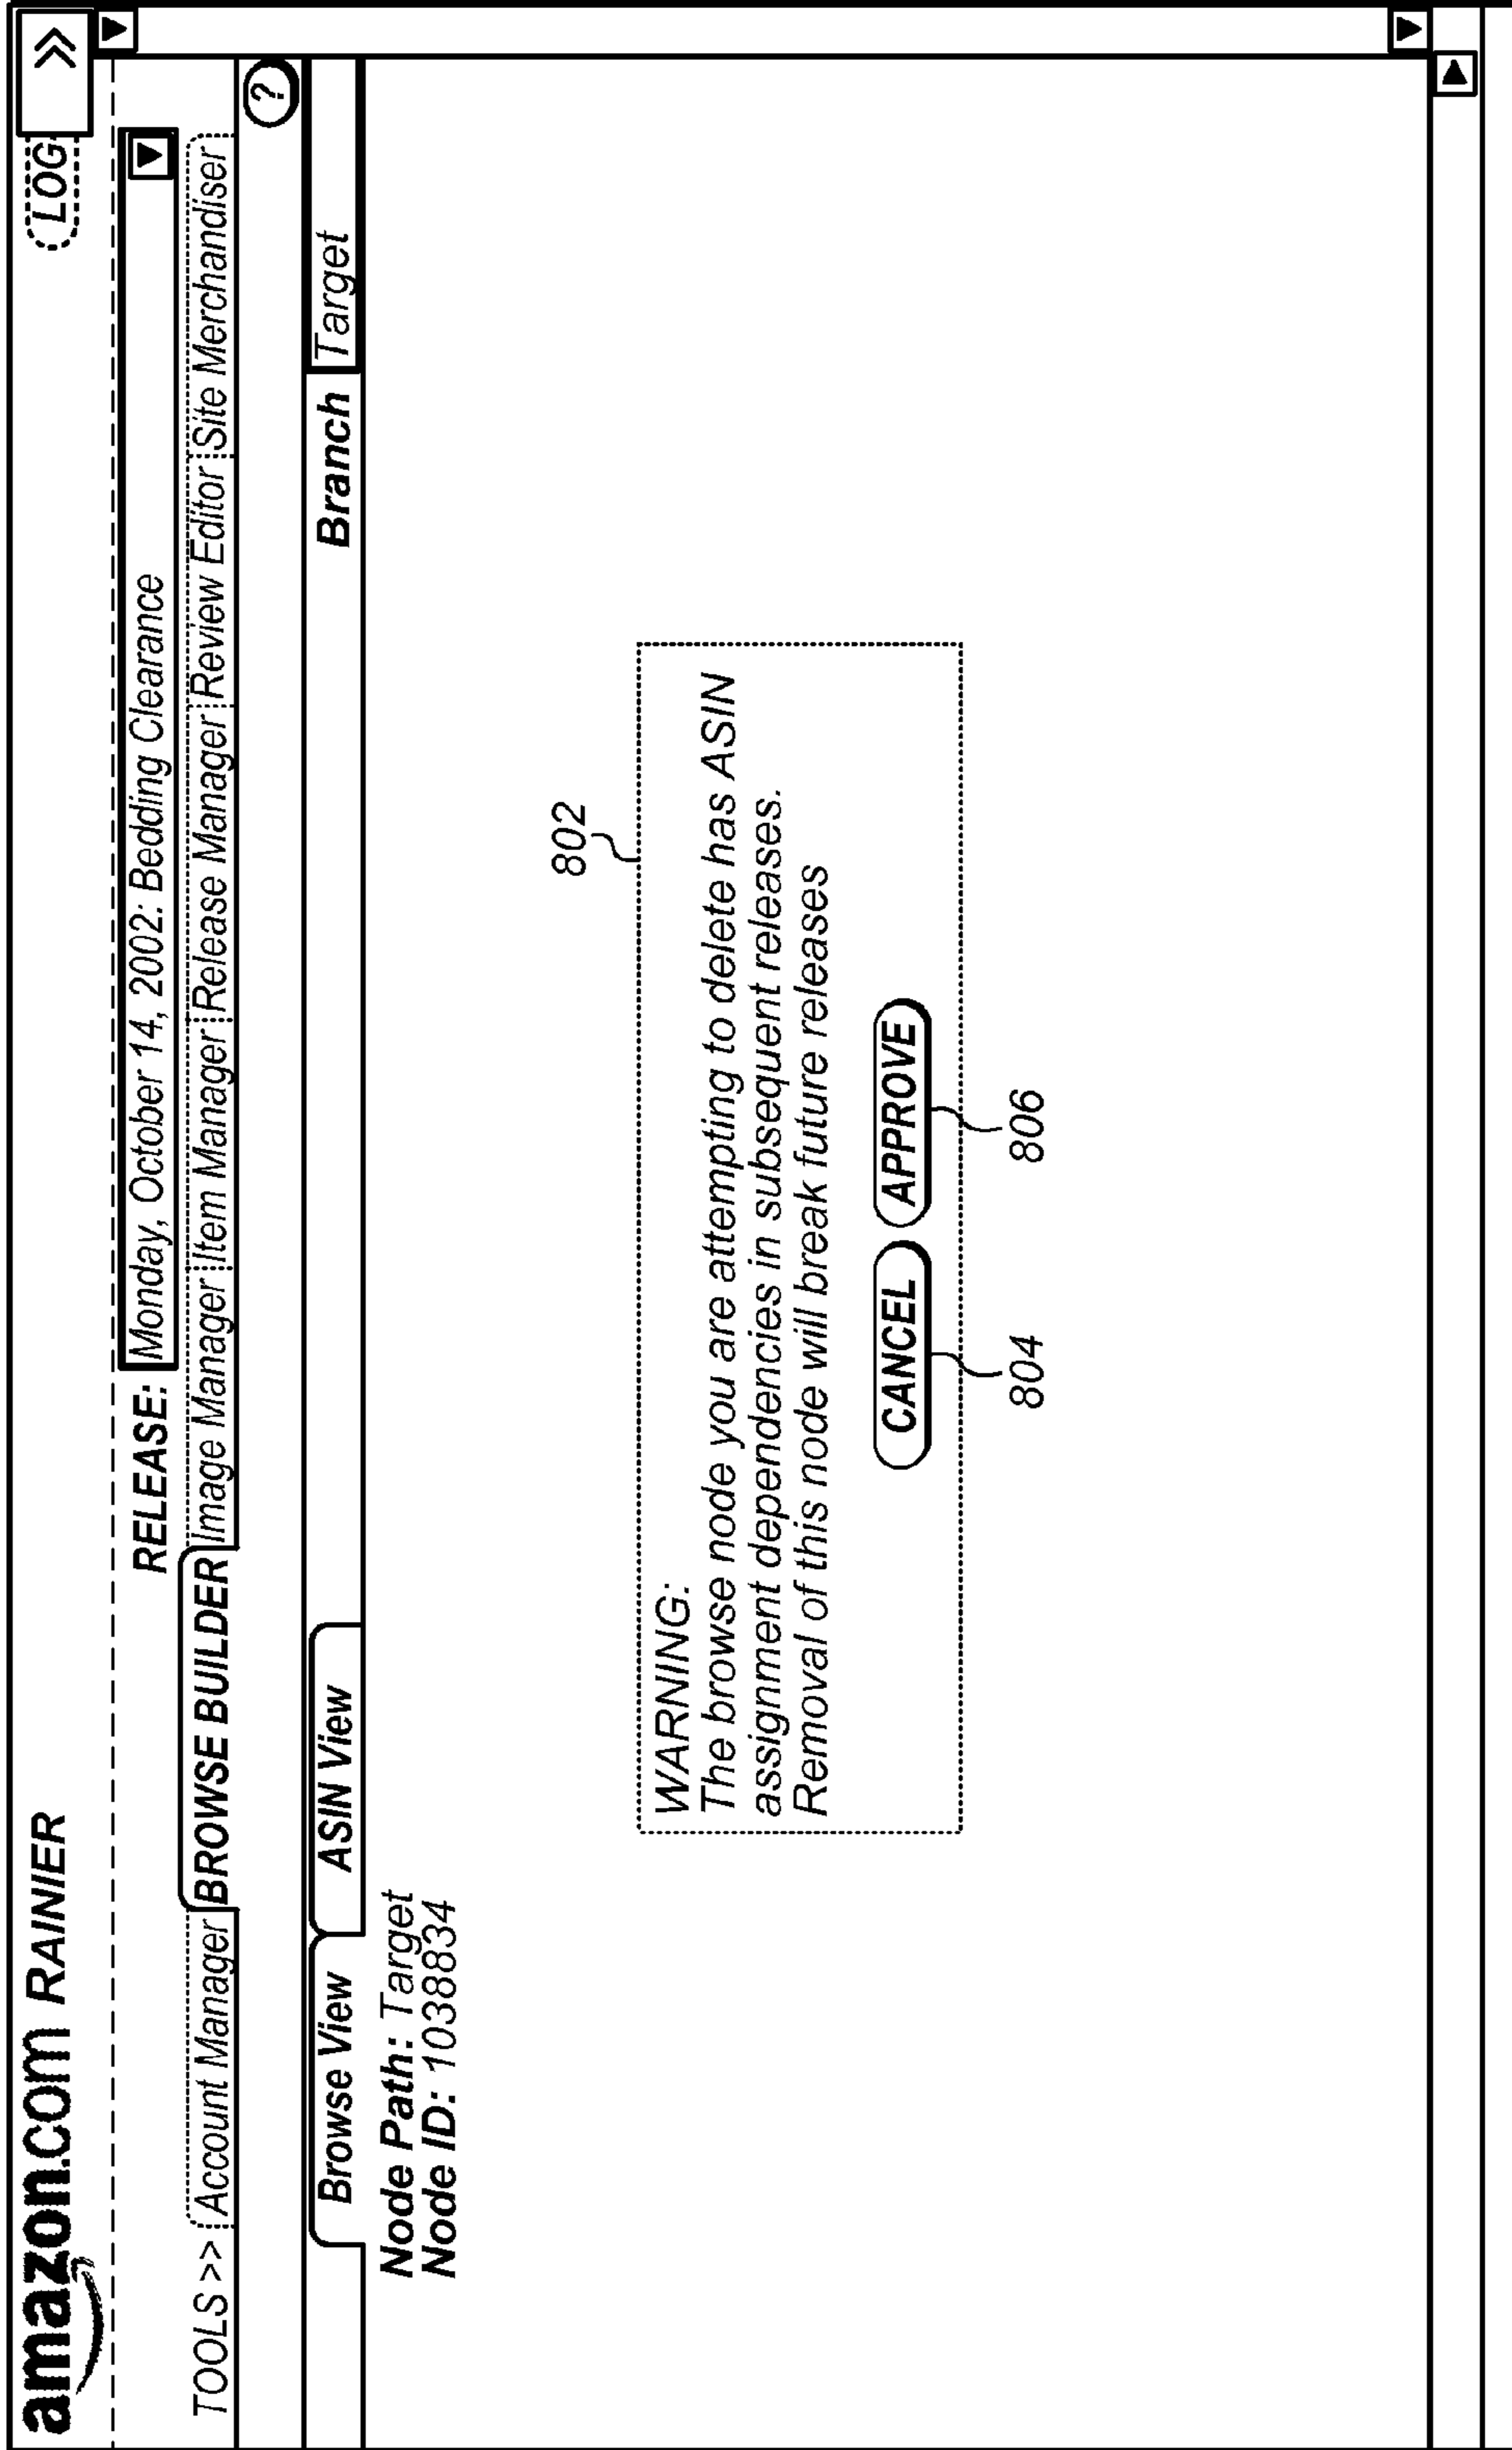 amazon.com RAINIER
LOG
>>
RELEASE: Monday, October 14, 2002: Bedding Clearance
TOOLS >> Account Manager BROWSE BUILDER Image Manager Item Manager Release Manager Review Editor Site Merchandiser
?
Browse View ASIN View Branch Target
Node Path: Target
Node ID: 1038834
802
WARNING:
The browse node you are attempting to delete has ASIN
assignment dependencies in subsequent releases.
Removal of this node will break future releases
CANCEL APPROVE
804 806